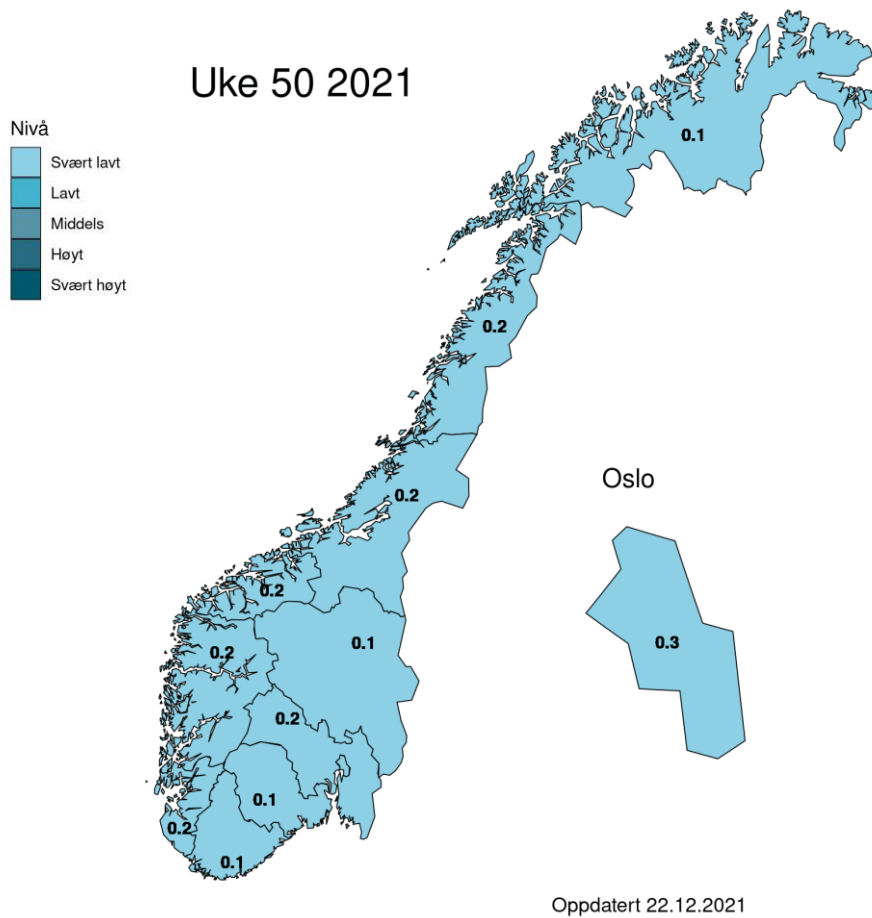 Uke 50 2021
Nivå
Svært lavt
Lavt
Middels
Høyt
Svært høyt
0.1
0.2
0.2
Oslo
0.2
0.1
0.3
0.2
0.2
0.1
0.2
0.1
Oppdatert 22.12.2021